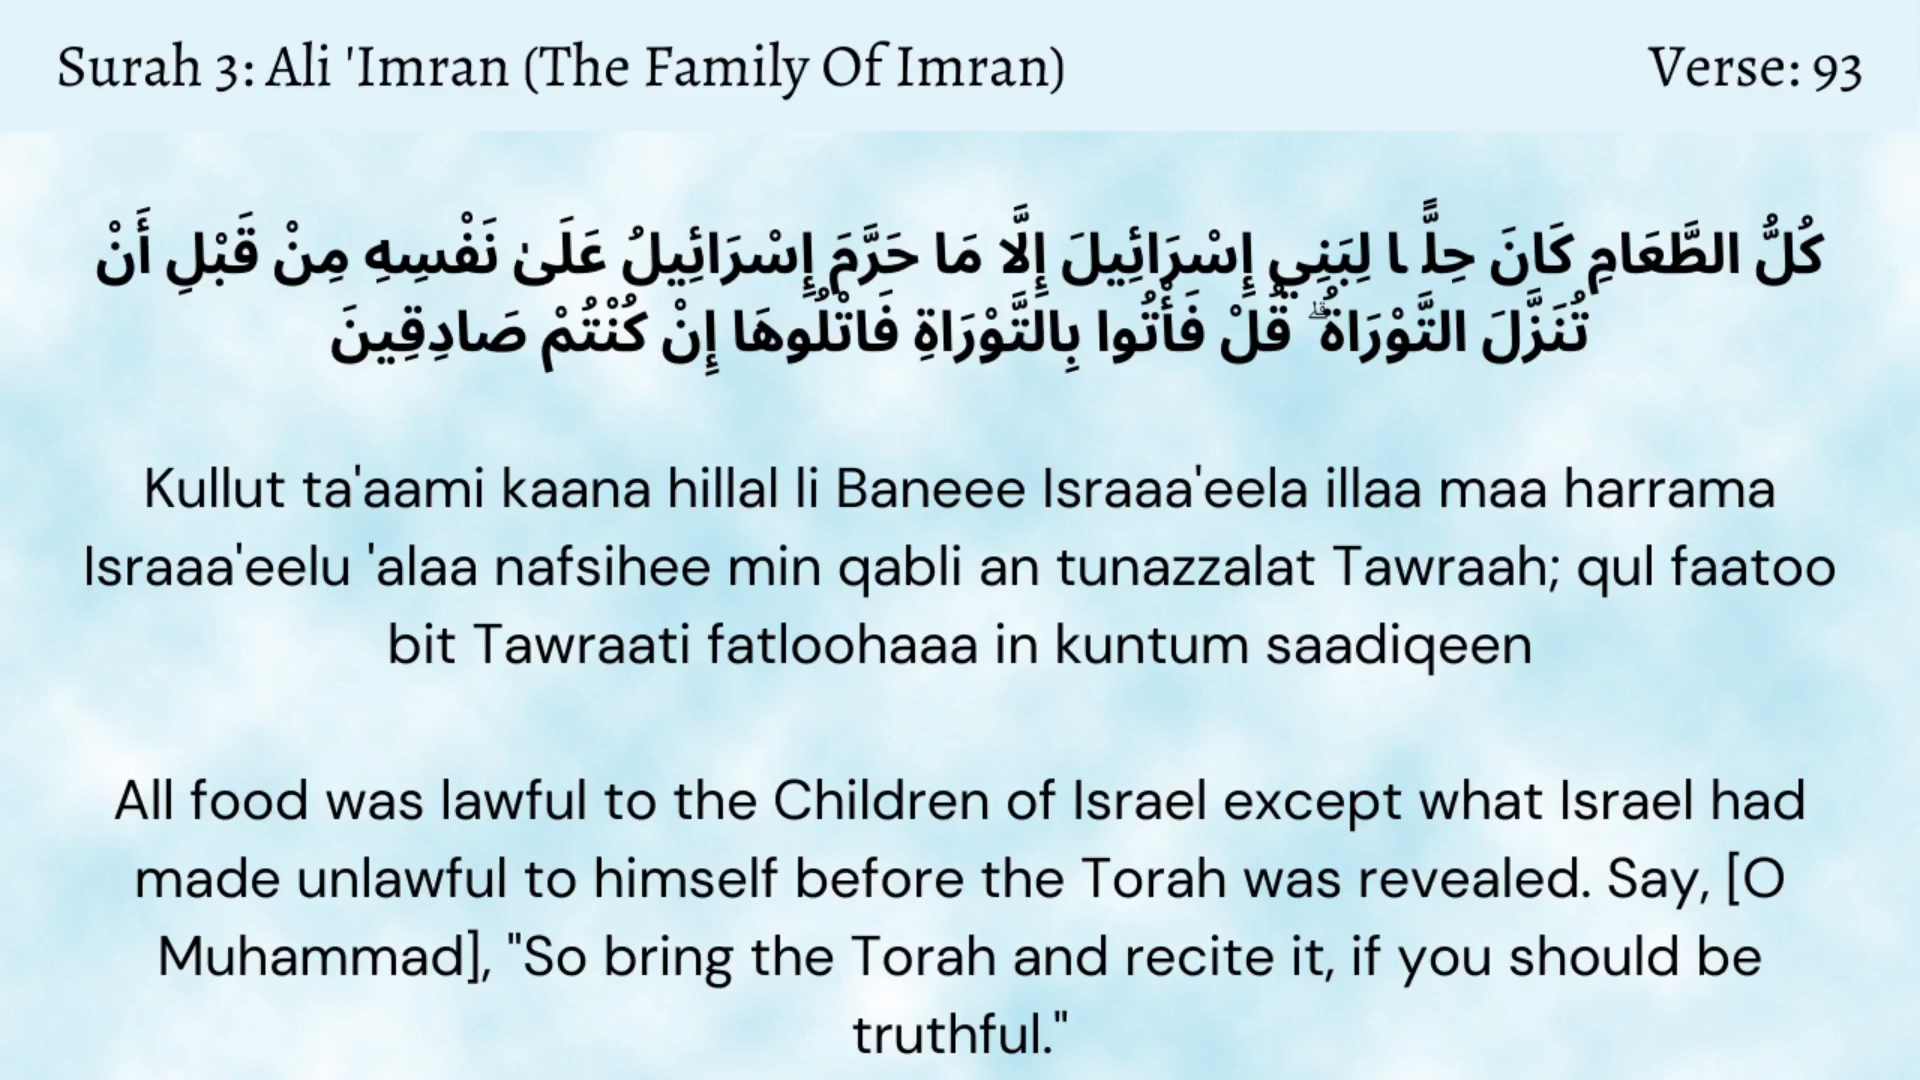 Surah 3: Ali 'Imran (The Family Of Imran)
Verse: 93
كُلُّ الطَّعَامِ كَانَ حِلًّ ا لِبَنِي إِسْرَائِيلَ إِلَّا مَا حَرَّمَ إِسْرَائِيلُ عَلَىٰ نَفْسِهِ مِنْ قَبْلِ أَنْ
تُنَزَّلَ التَّوْرَاةُ ۗ قُلْ فَأْتُوا بِالتَّوْرَاةِ فَاتْلُوهَا إِنْ كُنْتُمْ صَادِقِينَ
Kullut ta'aami kaana hillal li Baneee Israaa'eela illaa maa harrama
Israaa'eelu 'alaa nafsihee min qabli an tunazzalat Tawraah; qul faatoo
bit Tawraati fatloohaaa in kuntum saadiqeen
All food was lawful to the Children of Israel except what Israel had
made unlawful to himself before the Torah was revealed. Say, [O
Muhammad], "So bring the Torah and recite it, if you should be
truthful."